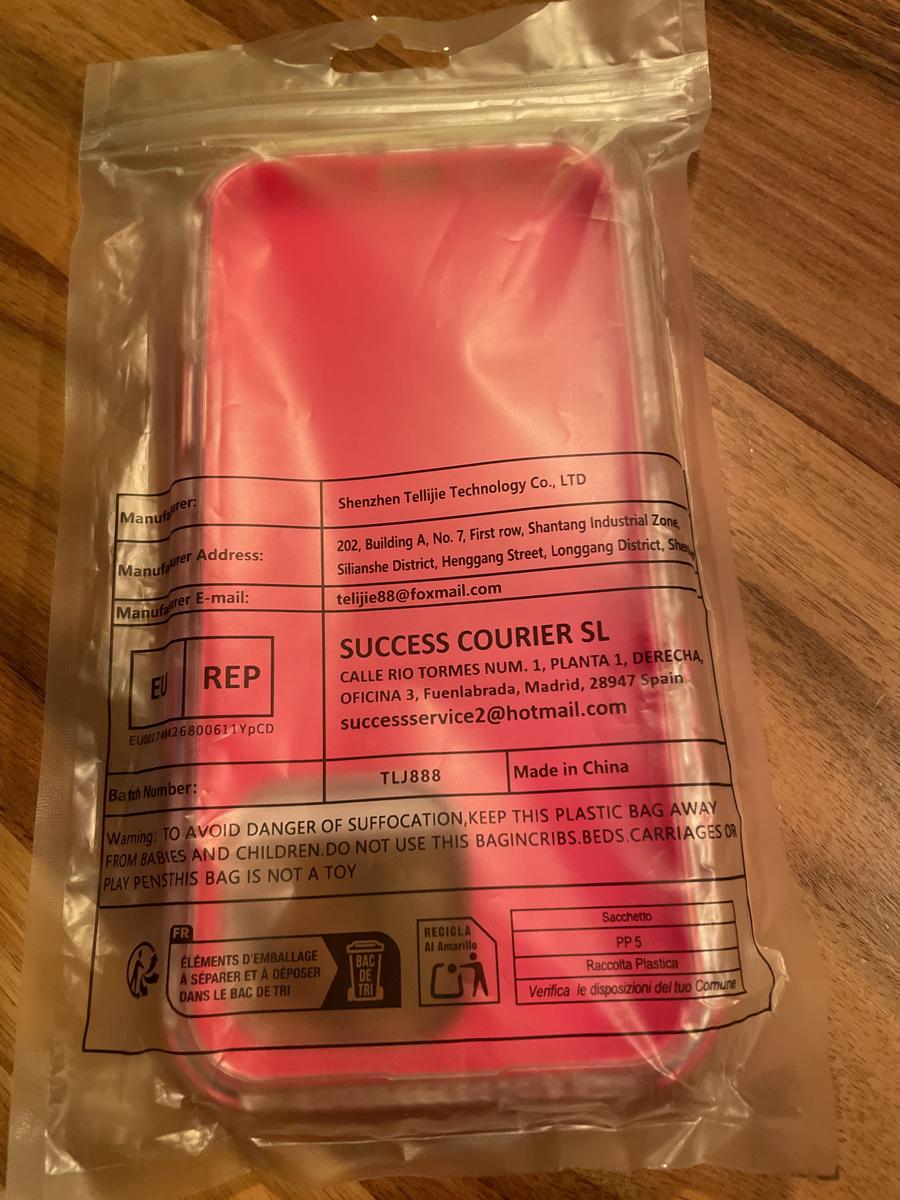 Manufacturer:
Shenzhen Tellijie Technology Co., LTD
Manufacturer Address:
202, Building A, No. 7, First row, Shantang Industrial Zone,
Silianshe District, Henggang Street, Longgang District,
Manufacturer E-mail:
telijie88@foxmail.com
EU REP
SUCCESS COURIER SL
CALLE RIO TORMES NUM. 1, PLANTA 1, DERECHA,
OFICINA 3, Fuenlabrada, Madrid, 28947 Spain
successservice2@hotmail.com
Batch Number:
TLJ888
Made in China
Warning: TO AVOID DANGER OF SUFFOCATION,KEEP THIS PLASTIC BAG AWAY
FROM BABIES AND CHILDREN.DO NOT USE THIS BAGINCRIBS.BEDS.CARRIAGES OR
PLAY PENSTHIS BAG IS NOT A TOY
FR
ÉLÉMENTS D'EMBALLAGE
À SÉPARER ET À DÉPOSER
DANS LE BAC DE TRI
BAC
DE
TRI
RECICLA
Al Amarillo
Sacchetto
PP 5
Raccolta Plastica
Verifica le disposizioni del tuo Comune